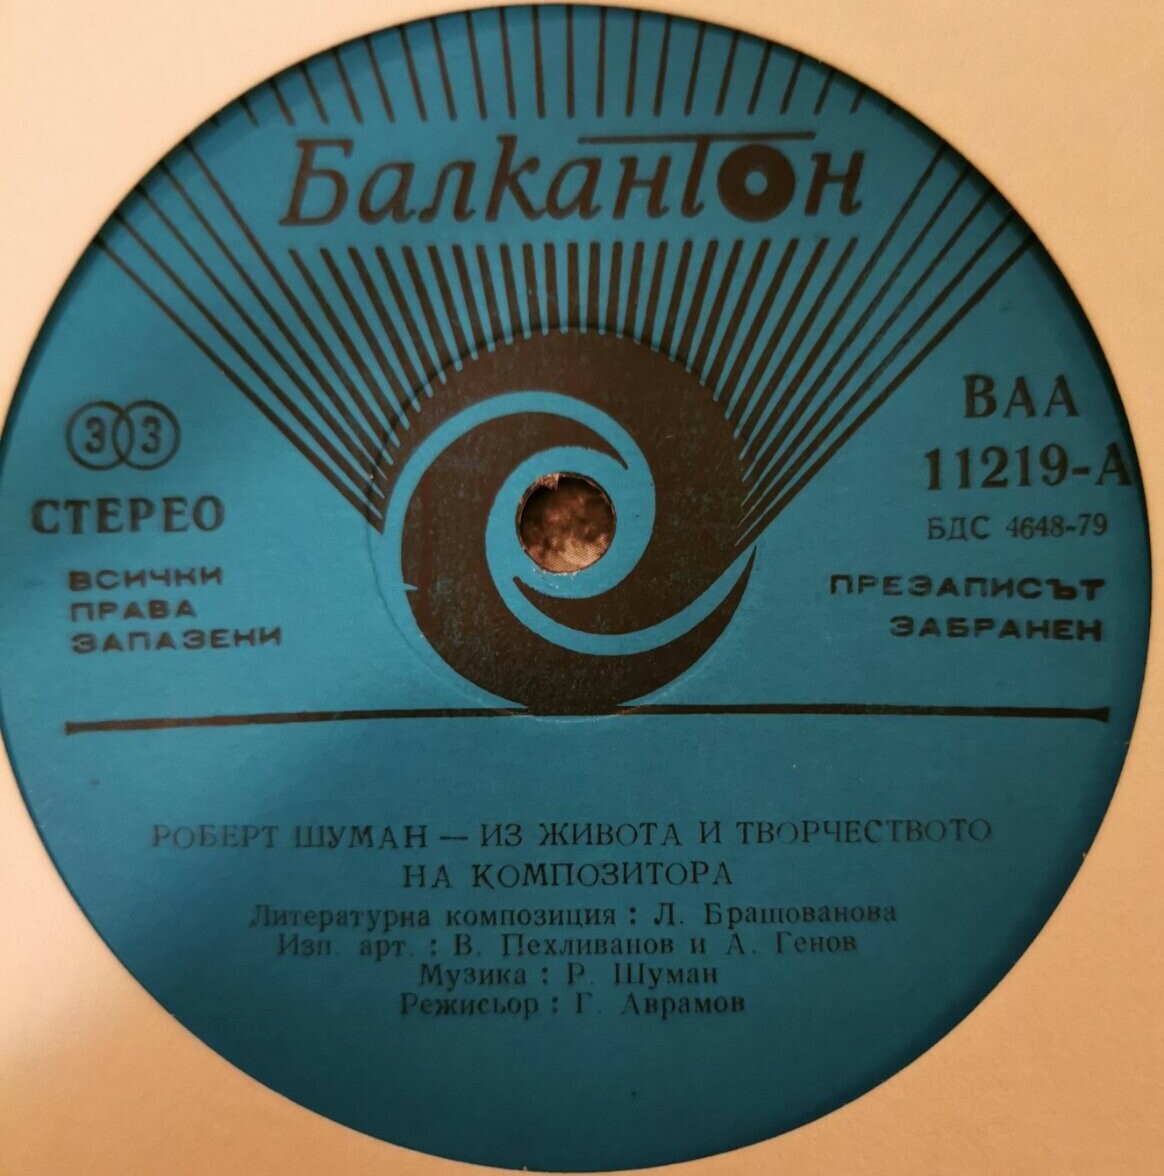 Балкантон
33
СТЕРЕО
ВСИЧКИ
ПРАВА
ЗАПАЗЕНИ
ВАА
11219-А
БДС 4648-79
ПРЕЗАПИСЪТ
ЗАБРАНЕН
РОБЕРТ ШУМАН — ИЗ ЖИВОТА И ТВОРЧЕСТВОТО
НА КОМПОЗИТОРА
Литературна композиция : Л. Брашованова
Изп. арт. : В. Пехливанов и А. Генов
Музика : Р. Шуман
Режисьор : Г. Аврамов